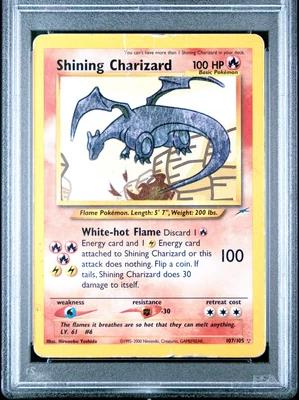 You can't have more than 1 Shining Charizard in your deck.
Shining Charizard 100 HP
Basic Pokémon
Flame Pokémon. Length: 5' 7", Weight: 200 lbs.
White-hot Flame Discard 1
Energy card and 1 Energy card
attached to Shining Charizard or this
attack does nothing. Flip a coin. If
tails, Shining Charizard does 30
damage to itself.
100
weakness resistance retreat cost
-30
The flames it breathes are so hot that they can melt anything.
LV. 61 #6
Illus. Hironobu Yoshida ©1995-2000 Nintendo, Creatures, GAMEFREAK. 107/105